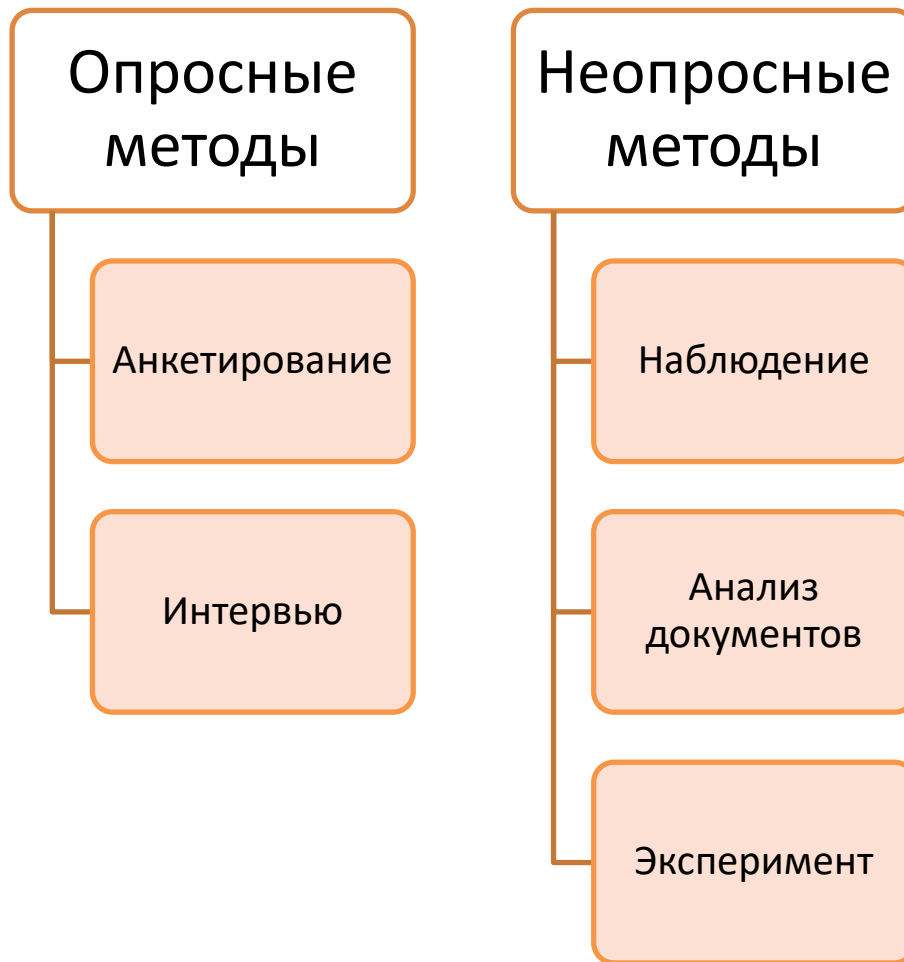 Опросные
методы
Анкетирование
Интервью
Неопросные
методы
Наблюдение
Анализ
документов
Эксперимент